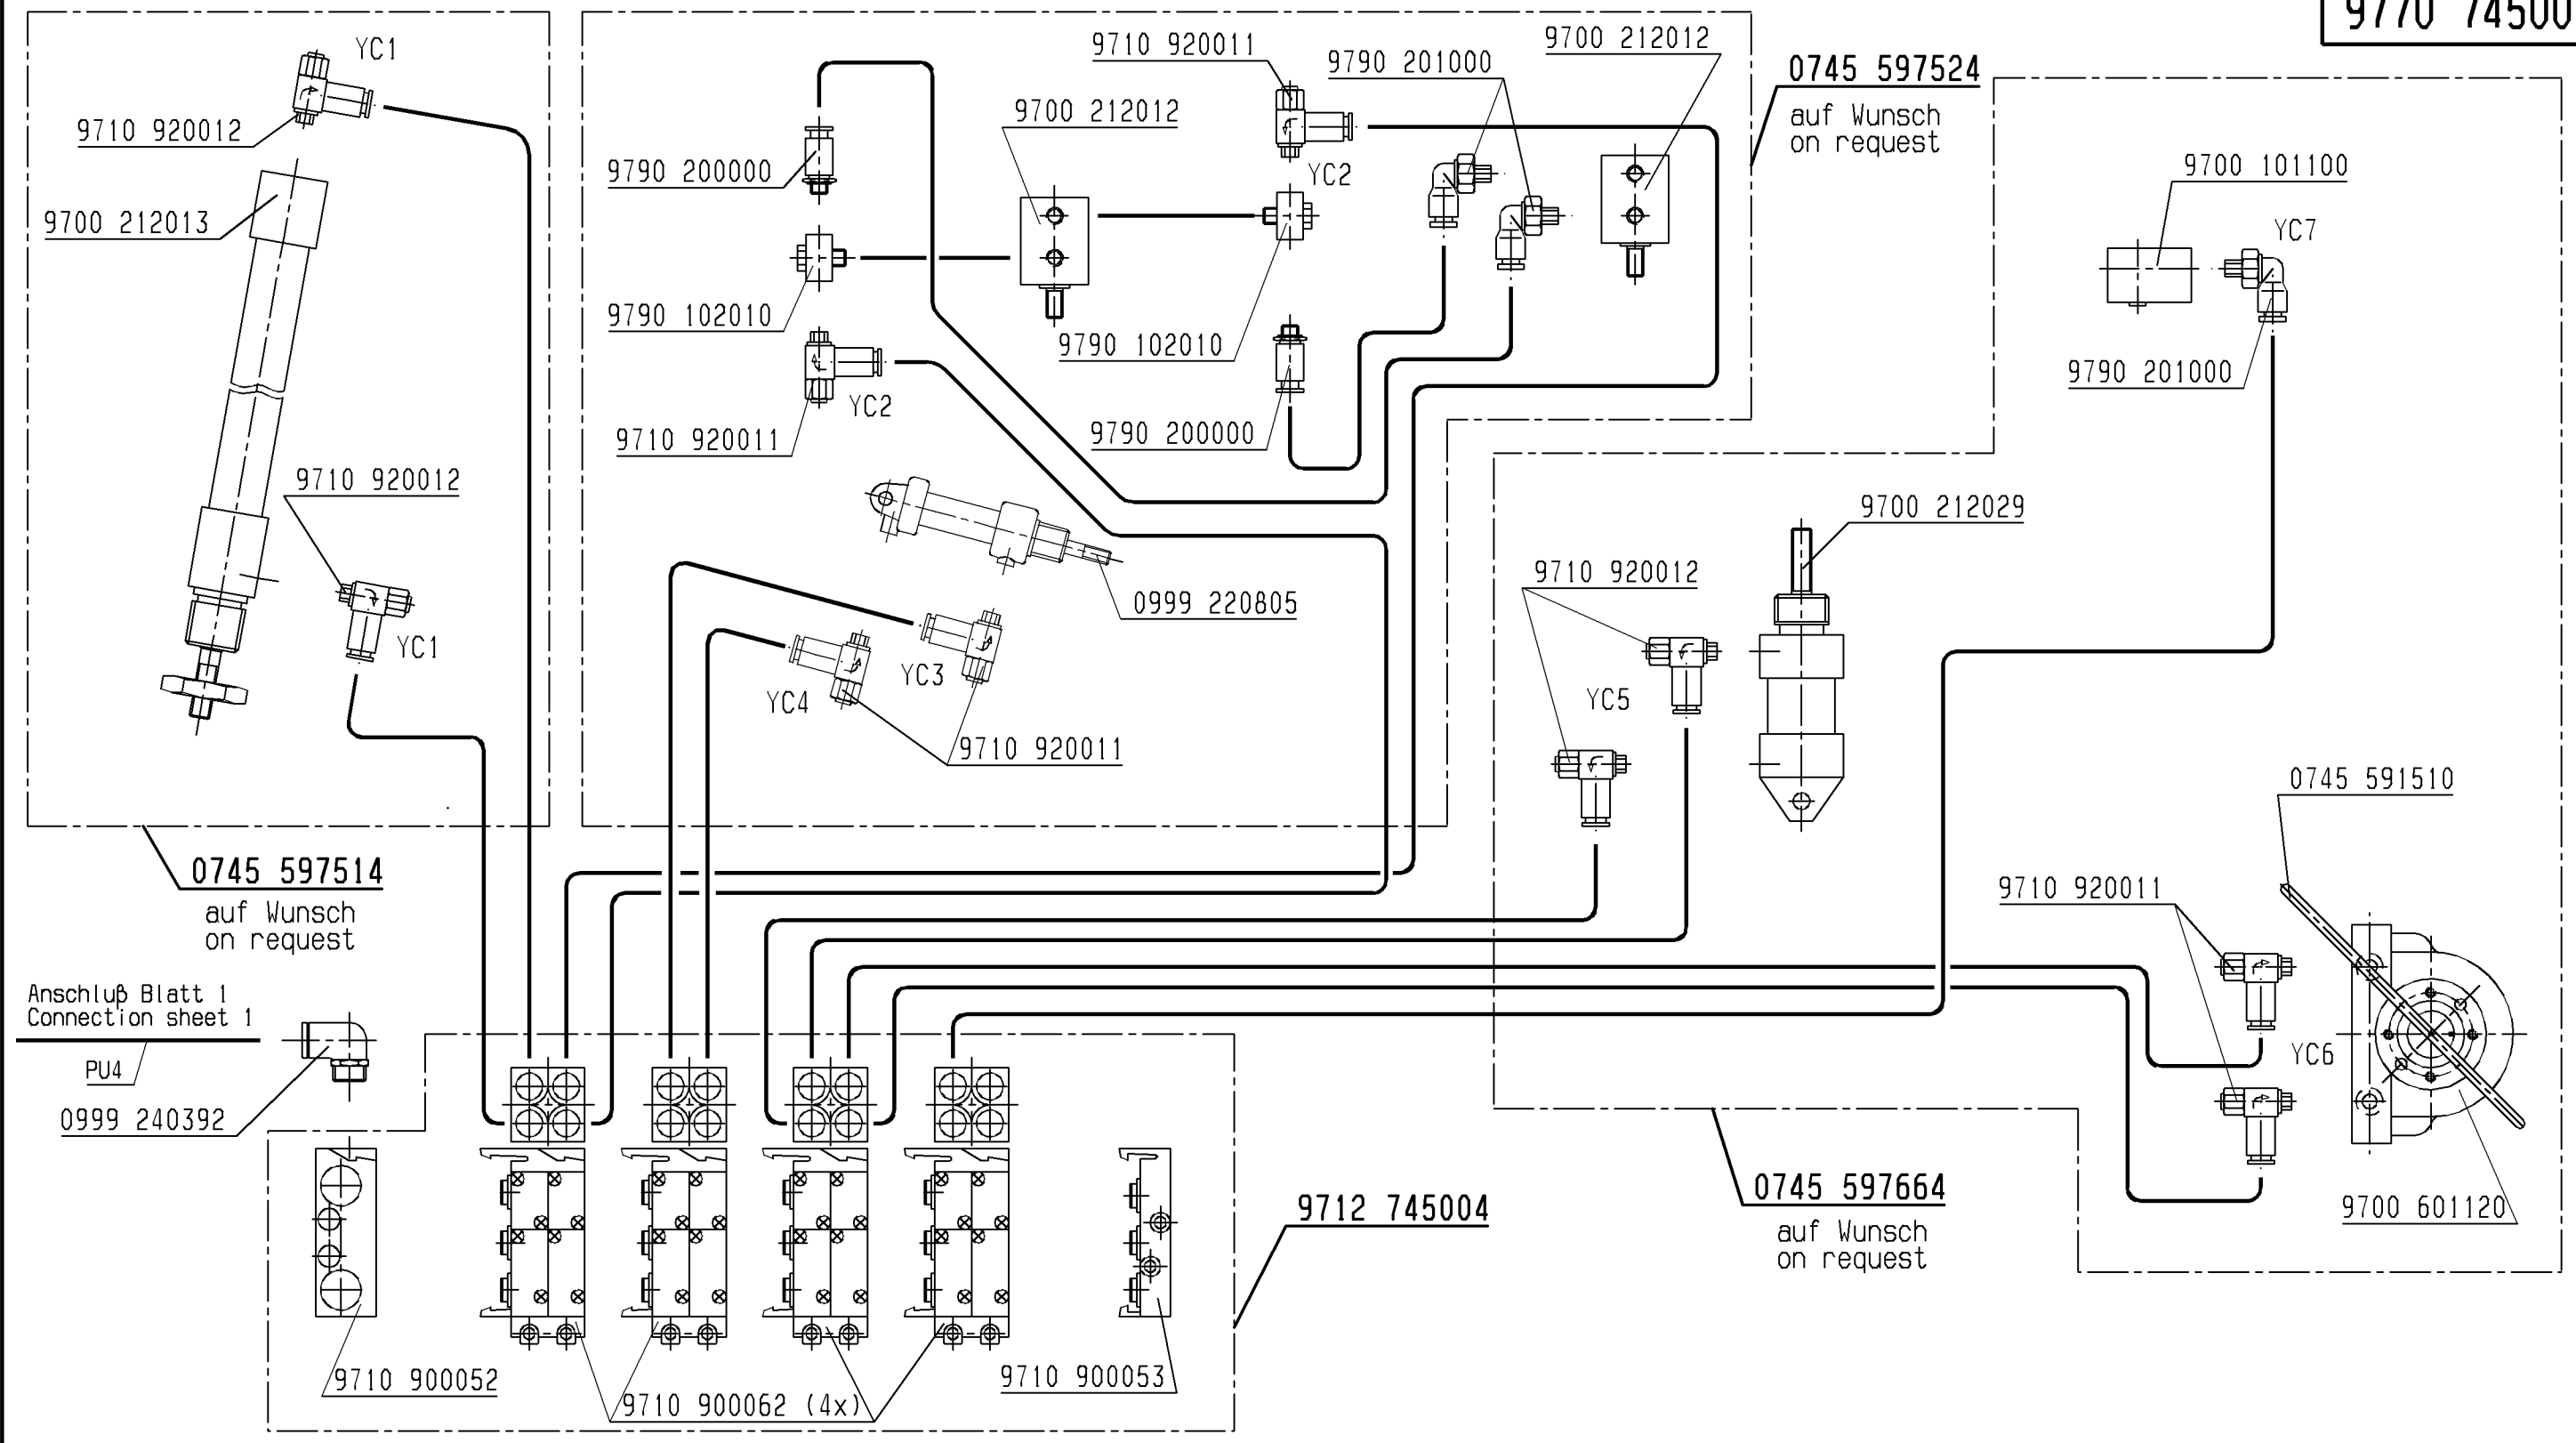 9770 74500
YC1
9710 920012
9700 212013
9710 920012
YC1
0745 597514
auf Wunsch
on request
9710 920011
9790 201000
9700 212012
9700 212012
9790 200000
YC2
9790 102010
9790 102010
YC2
9710 920011
9790 200000
0999 220805
YC3
YC4
9710 920011
0745 597524
auf Wunsch
on request
9700 101100
YC7
9790 201000
9700 212029
9710 920012
YC5
0745 591510
9710 920011
YC6
9700 601120
0745 597664
auf Wunsch
on request
Anschluß Blatt 1
Connection sheet 1
PU4
0999 240392
9712 745004
9710 900052
9710 900062 (4x)
9710 900053